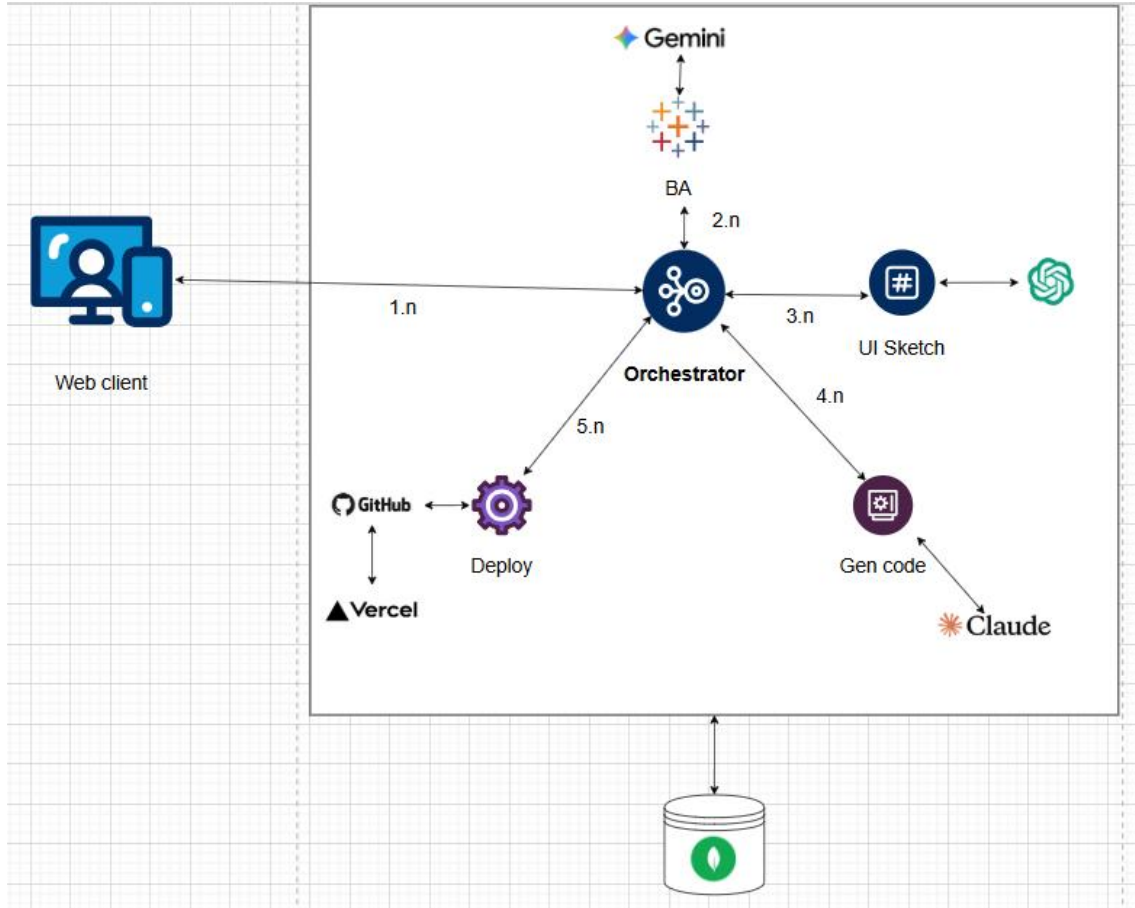 Gemini
BA
2.n
1.n
3.n
UI Sketch
Web client
Orchestrator
4.n
5.n
GitHub
Deploy
Gen code
Vercel
Claude